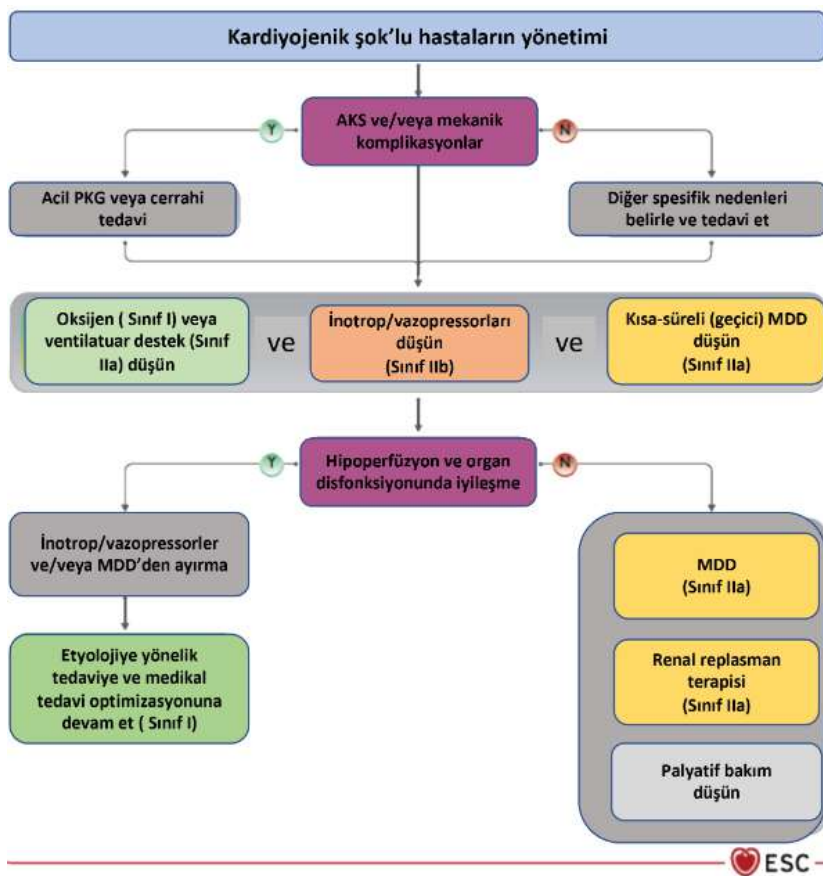 Kardiyojenik şok’lu hastaların yönetimi
AKS ve/veya mekanik
komplikasyonlar
Y
N
Acil PKG veya cerrahi
tedavi
Diğer spesifik nedenleri
belirle ve tedavi et
Oksijen ( Sınıf I) veya
ventilatuar destek (Sınıf
IIa) düşün
ve
İnotrop/vazopressorları
düşün
(Sınıf IIb)
ve
Kısa-süreli (geçici) MDD
düşün
(Sınıf IIa)
Y
Hipoperfüzyon ve organ
disfonksiyonunda iyileşme
N
İnotrop/vazopressorler
ve/veya MDD’den ayırma
Etyolojiye yönelik
tedaviye ve medikal
tedavi optimizasyonuna
devam et ( Sınıf I)
MDD
(Sınıf IIa)
Renal replasman
terapisi
(Sınıf IIa)
Palyatif bakım
düşün
ESC